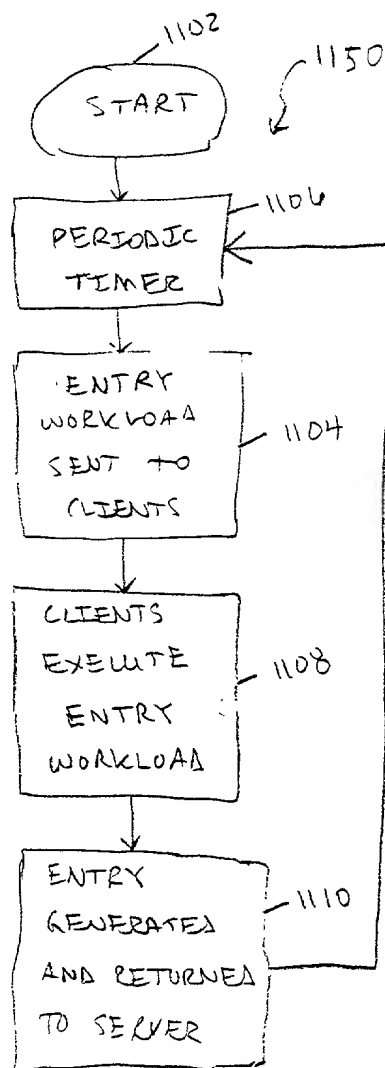 1102
START
1150
1106
PERIODIC
TIMER
ENTRY
WORKLOAD
SENT TO
CLIENTS
1104
CLIENTS
EXECUTE
ENTRY
WORKLOAD
1108
ENTRY
GENERATED
AND RETURNED
TO SERVER
1110